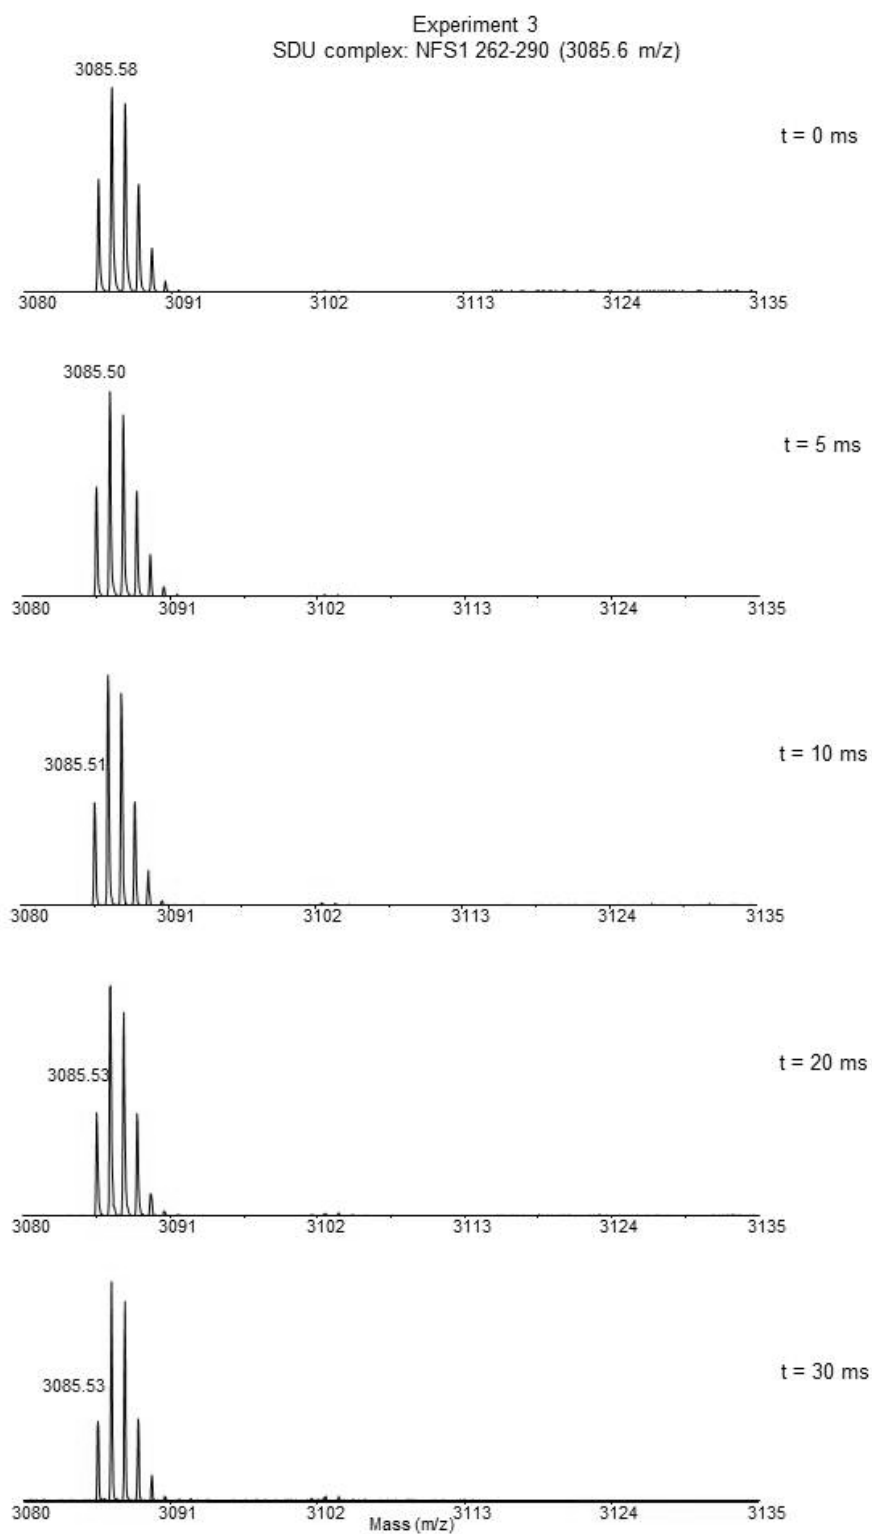 Experiment 3
SDU complex: NFS1 262-290 (3085.6 m/z)
3085.58
t = 0 ms
3080 3091 3102 3113 3124 3135
3085.50
t = 5 ms
3080 3091 3102 3113 3124 3135
3085.51
t = 10 ms
3080 3091 3102 3113 3124 3135
3085.53
t = 20 ms
3080 3091 3102 3113 3124 3135
3085.53
t = 30 ms
3080 3091 3102 3113 3124 3135
Mass (m/z)